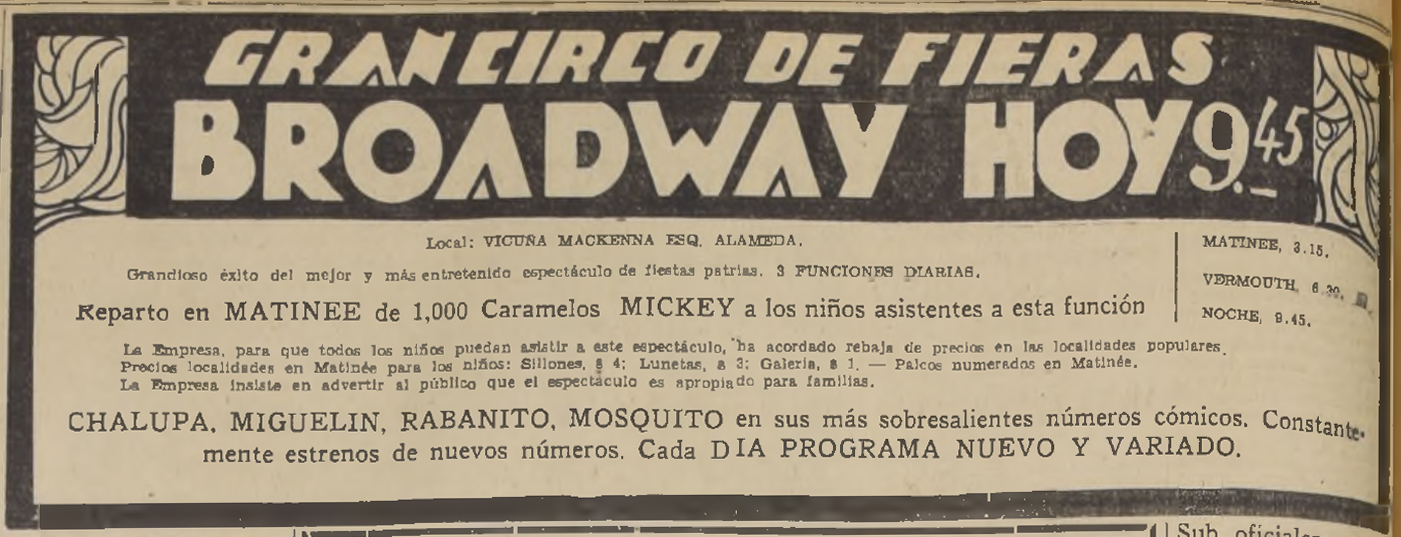 GRAN CIRCO DE FIERAS
BROADWAY HOY 9.45
Local: VICUÑA MACKENNA ESQ. ALAMEDA.
Grandioso éxito del mejor y más entretenido espectáculo de fiestas patrias. 3 FUNCIONES DIARIAS.
Reparto en MATINEE de 1,000 Caramelos MICKEY a los niños asistentes a esta función
MATINEE, 3.15.
VERMOUTH, 6.30.
NOCHE, 9.45.
La Empresa, para que todos los niños puedan asistir a este espectáculo, ha acordado rebaja de precios en las localidades populares.
Precios localidades en Matinée para los niños: Sillones, $ 4; Lunetas, $ 3; Galeria, $ 1. — Palcos numerados en Matinée.
La Empresa insiste en advertir al público que el espectáculo es apropiado para familias.
CHALUPA, MIGUELIN, RABANITO, MOSQUITO en sus más sobresalientes números cómicos. Constante-
mente estrenos de nuevos números. Cada DIA PROGRAMA NUEVO Y VARIADO.
Sub oficiales